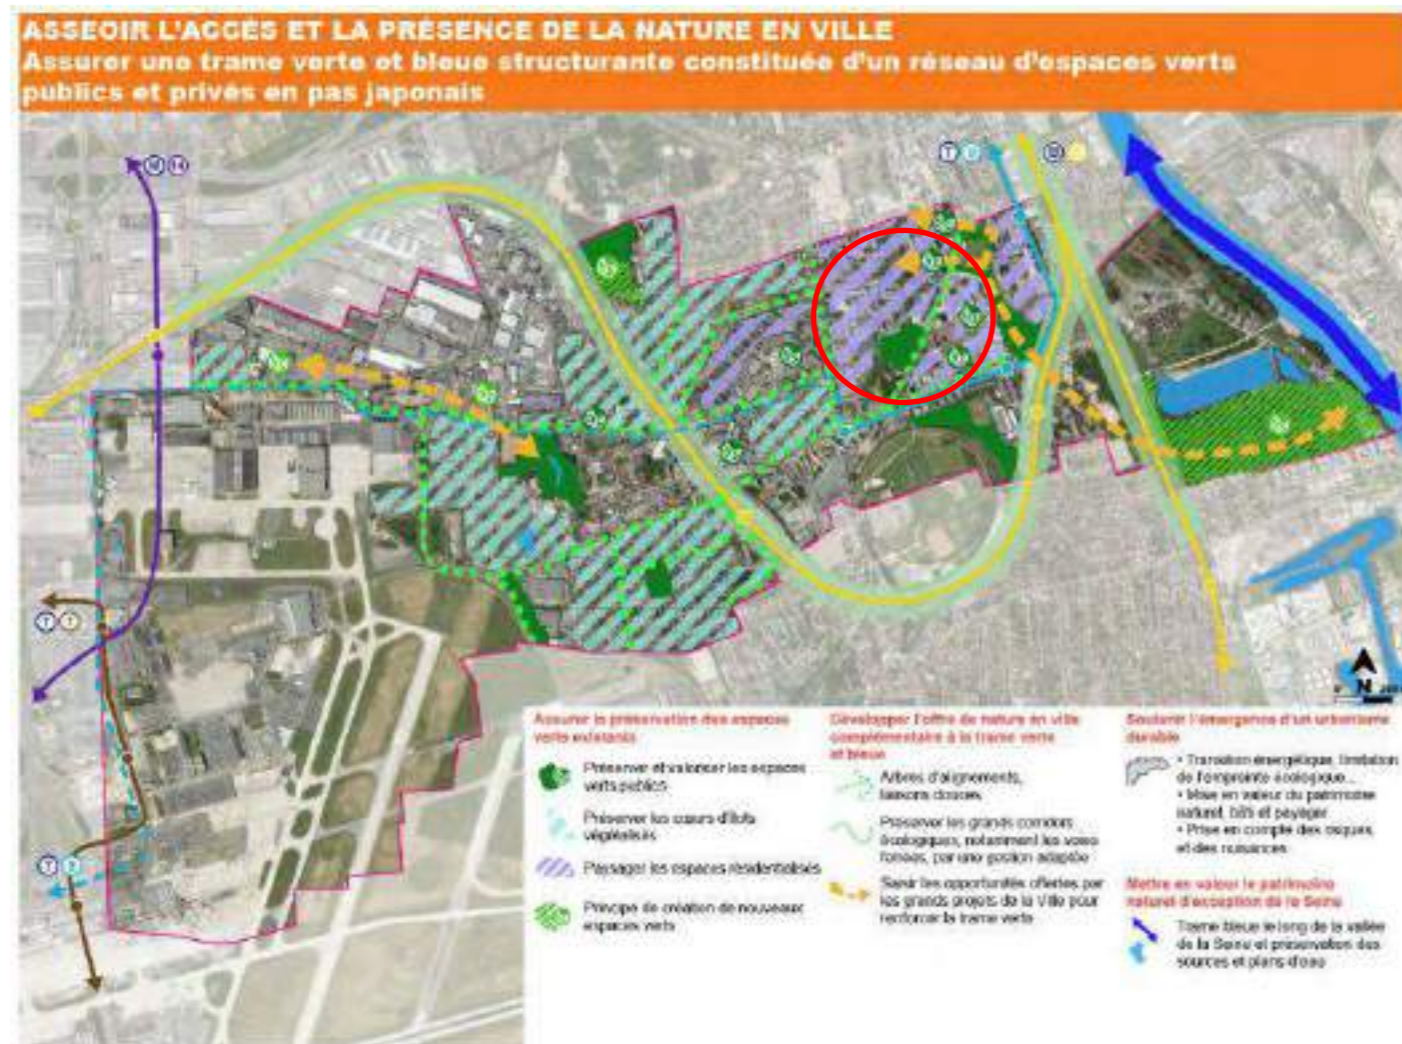 ASSEOIR L'ACCÈS ET LA PRÉSENCE DE LA NATURE EN VILLE
Assurer une trame verte et bleue structurante constituée d'un réseau d'espaces verts
publics et privés en pas japonais
M 14
T
M
T 7
T
N
Assurer la préservation des espaces
verts existants
Préserver et valoriser les espaces
verts publics
Préserver les cœurs d'îlots
végétalisés
Paysager les espaces résidentialisés
Principe de création de nouveaux
espaces verts
Développer l'offre de nature en ville
complémentaire à la trame verte
et bleue
Arbres d'alignements,
liaisons douces
Préserver les grands corridors
écologiques, notamment les voies
ferrées, par une gestion adaptée
Saisir les opportunités offertes par
les grands projets de la Ville pour
renforcer la trame verte
Soutenir l'émergence d'un urbanisme
durable
• Transition énergétique, limitation
de l'empreinte écologique...
• Mise en valeur du patrimoine
naturel, bâti et paysager
• Prise en compte des risques
et des nuisances
Mettre en valeur le patrimoine
naturel d'exception de la Seine
Trame bleue le long de la vallée
de la Seine et préservation des
sources et plans d'eau